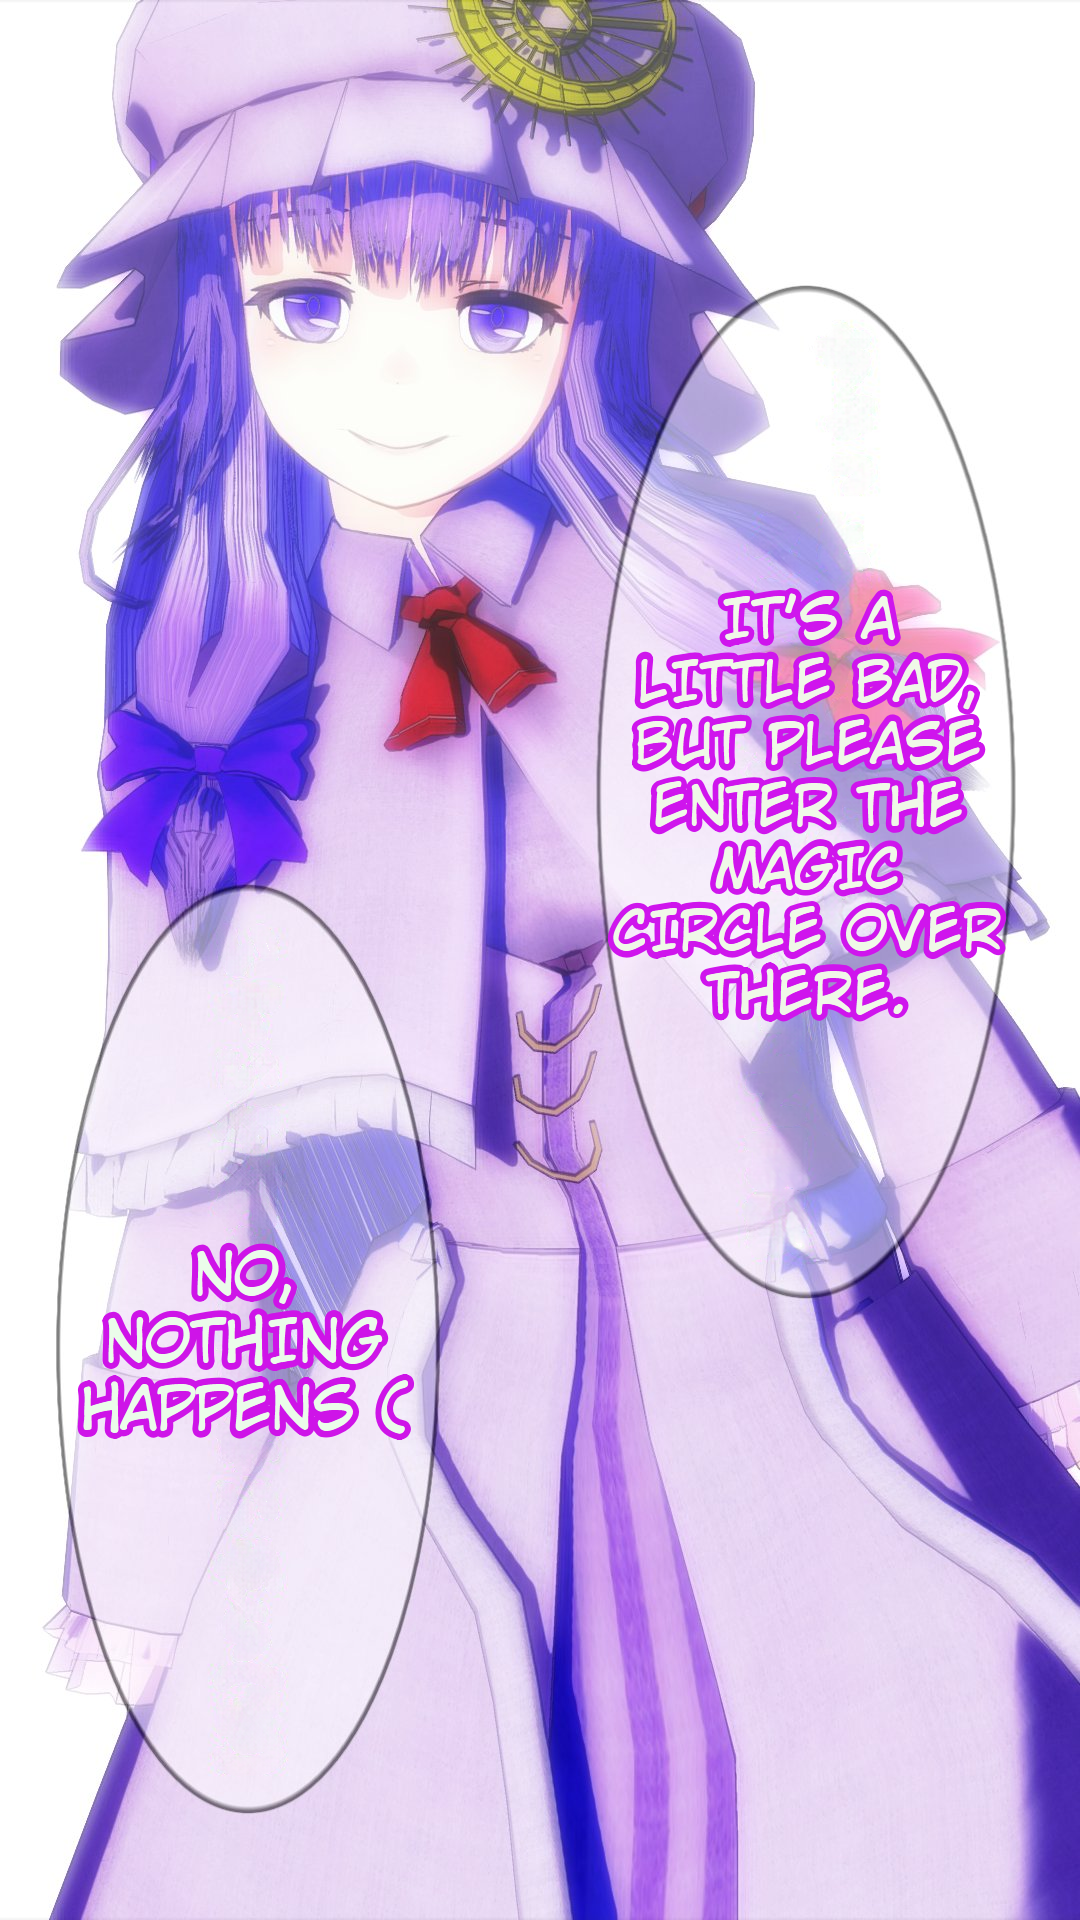 IT'S A
LITTLE BAD,
BUT PLEASE
ENTER THE
MAGIC
CIRCLE OVER
THERE.
NO,
NOTHING
HAPPENS (